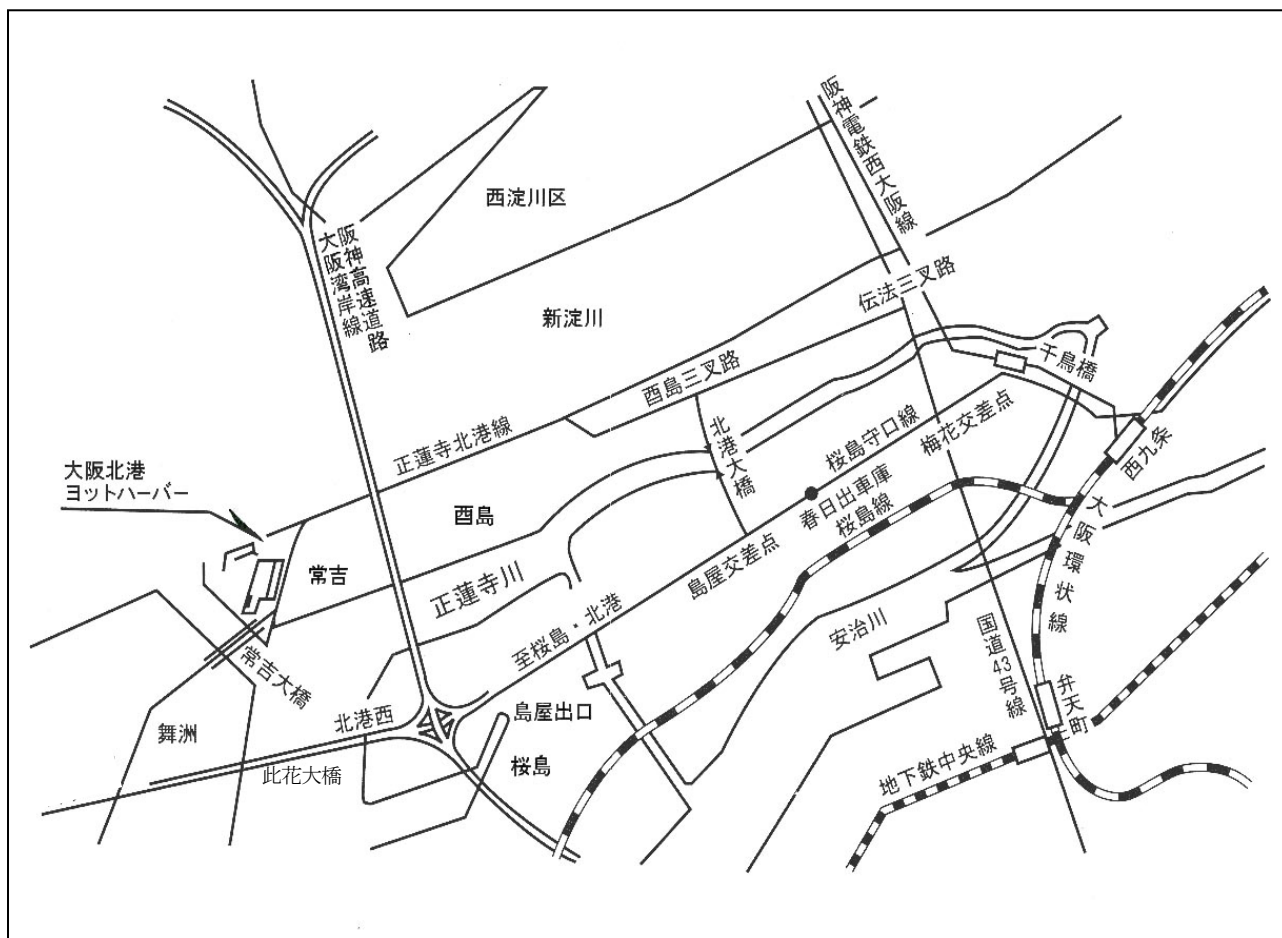 阪神電鉄西大阪線
西淀川区
阪神高速道路
大阪湾岸線
伝法三叉路
新淀川
千鳥橋
酉島三叉路
北港大橋
桜島守口線
梅花交差点
西九条
正蓮寺北港線
大阪北港
ヨットハーバー
春日出車庫
桜島線
大阪環状線
酉島
島屋交差点
常吉
正蓮寺川
安治川
国道43号線
至桜島・北港
常吉大橋
弁天町
北港西
島屋出口
舞洲
桜島
此花大橋
地下鉄中央線